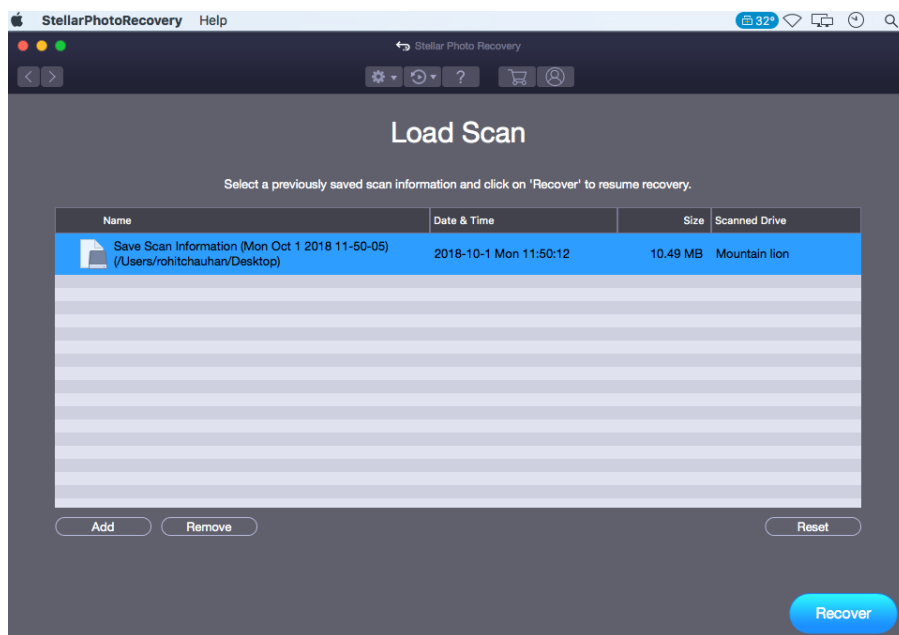 StellarPhotoRecovery Help 32°
Stellar Photo Recovery
?
Load Scan
Select a previously saved scan information and click on 'Recover' to resume recovery.
Name Date & Time Size Scanned Drive
Save Scan Information (Mon Oct 1 2018 11-50-05)
(/Users/rohitchauhan/Desktop) 2018-10-1 Mon 11:50:12 10.49 MB Mountain lion
Add Remove Reset
Recover